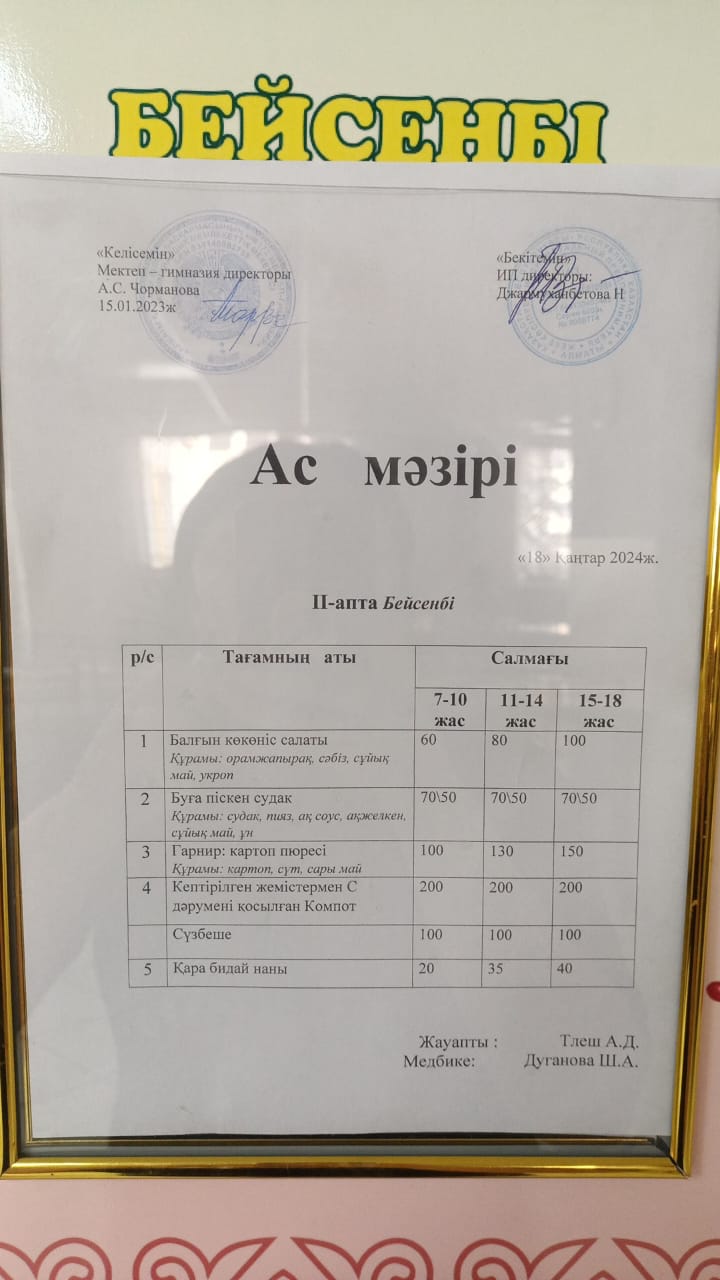 БЕЙСЕНБІ
«Келісемін»
Мектеп – гимназия директоры
А.С. Чорманова
15.01.2023ж
«Бекітемін»
ИП директоры:
Джармуханбетова Н
Ас мәзірі
«18» Қаңтар 2024ж.
ІІ-апта Бейсенбі
р/с Тағамның аты Салмағы
7-10 жас 11-14 жас 15-18 жас
1 Балғын көкөніс салаты 60 80 100
Құрамы: орамжапырақ, сәбіз, сұйық
май, укроп
2 Буға піскен судак 70\50 70\50 70\50
Құрамы: судак, пияз, ақ соус, ақжелкен,
сұйық май, ұн
3 Гарнир: картоп пюресі 100 130 150
Құрамы: картоп, сүт, сары май
4 Кептірілген жемістермен С 200 200 200
дәрумені қосылған Компот
Сүзбеше 100 100 100
5 Қара бидай наны 20 35 40
Жауапты : Тлеш А.Д.
Медбике: Дуганова Ш.А.